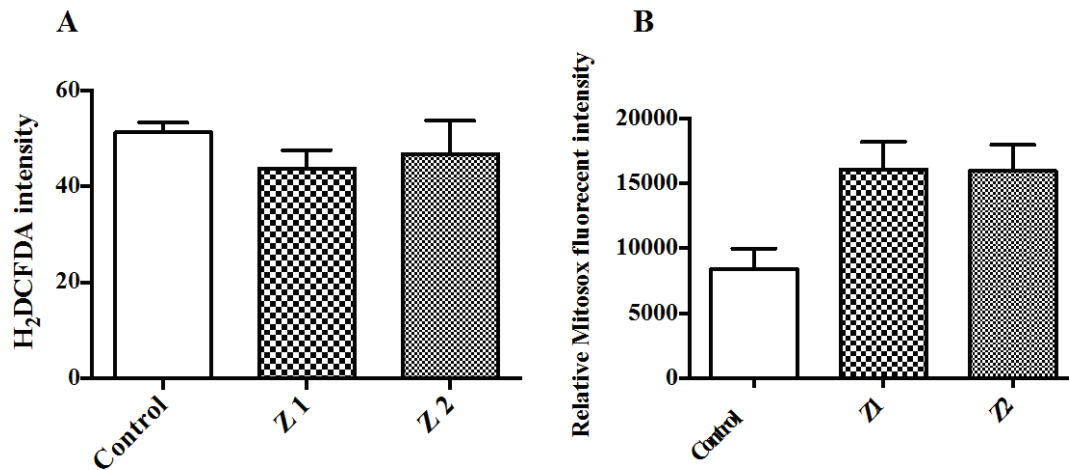 A
H₂DCFDA intensity
60
40
20
0
Control
Z 1
Z 2
B
Relative Mitosox fluorecent intensity
20000
15000
10000
5000
0
Control
Z1
Z2